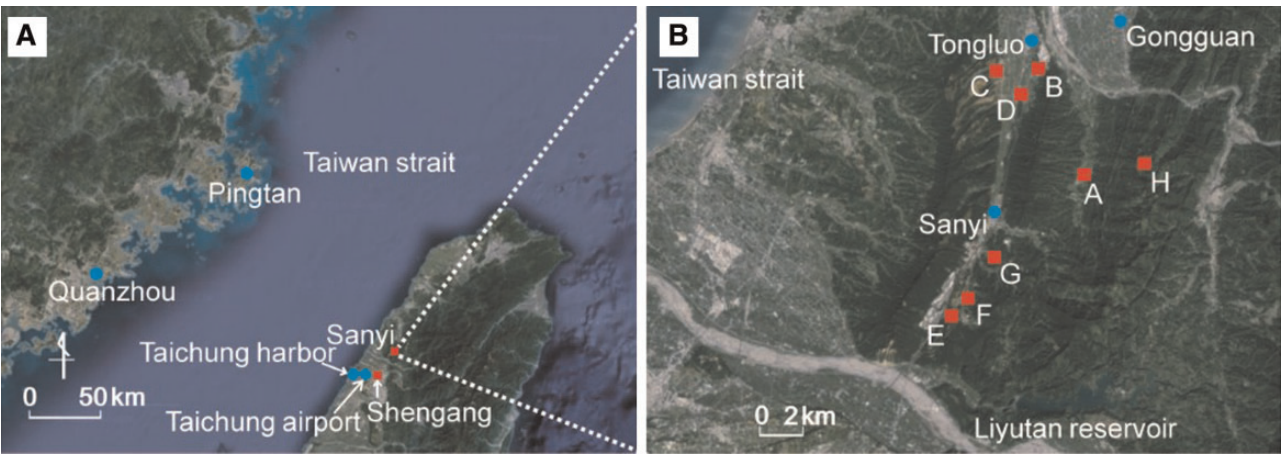 A
Taiwan strait
Pingtan
Quanzhou
Sanyi
Taichung harbor
0 50 km
Taichung airport
Shengang
B
Tongluo
Gongguan
Taiwan strait
C
B
D
A
H
Sanyi
G
F
E
0 2 km
Liyutan reservoir